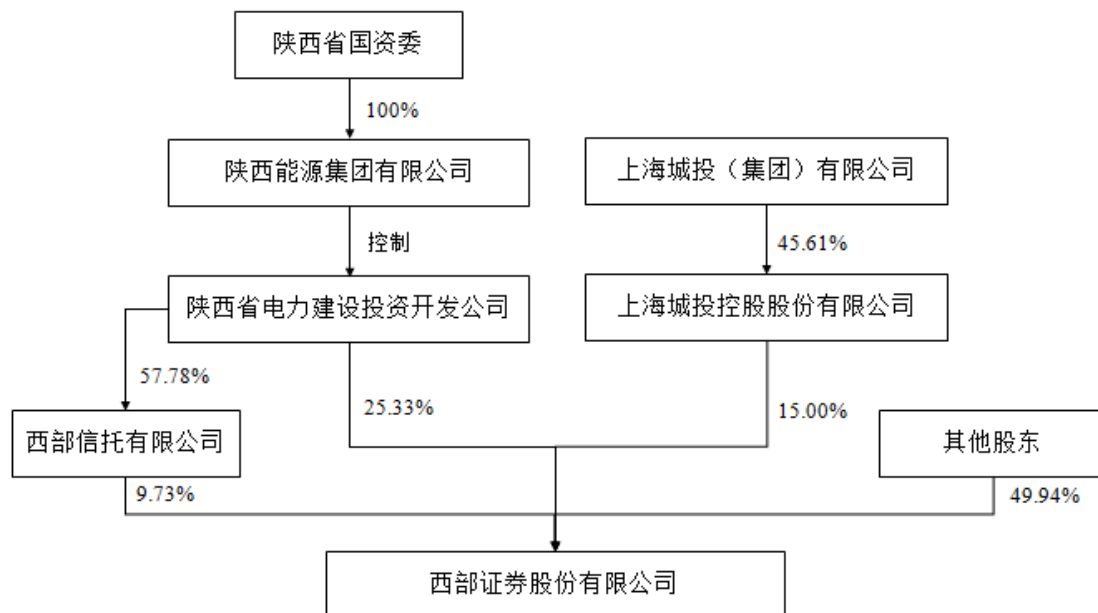 陕西省国资委
100%
陕西能源集团有限公司
上海城投（集团）有限公司
控制
45.61%
陕西省电力建设投资开发公司
上海城投控股股份有限公司
57.78%
25.33%
15.00%
西部信托有限公司
其他股东
9.73%
49.94%
西部证券股份有限公司